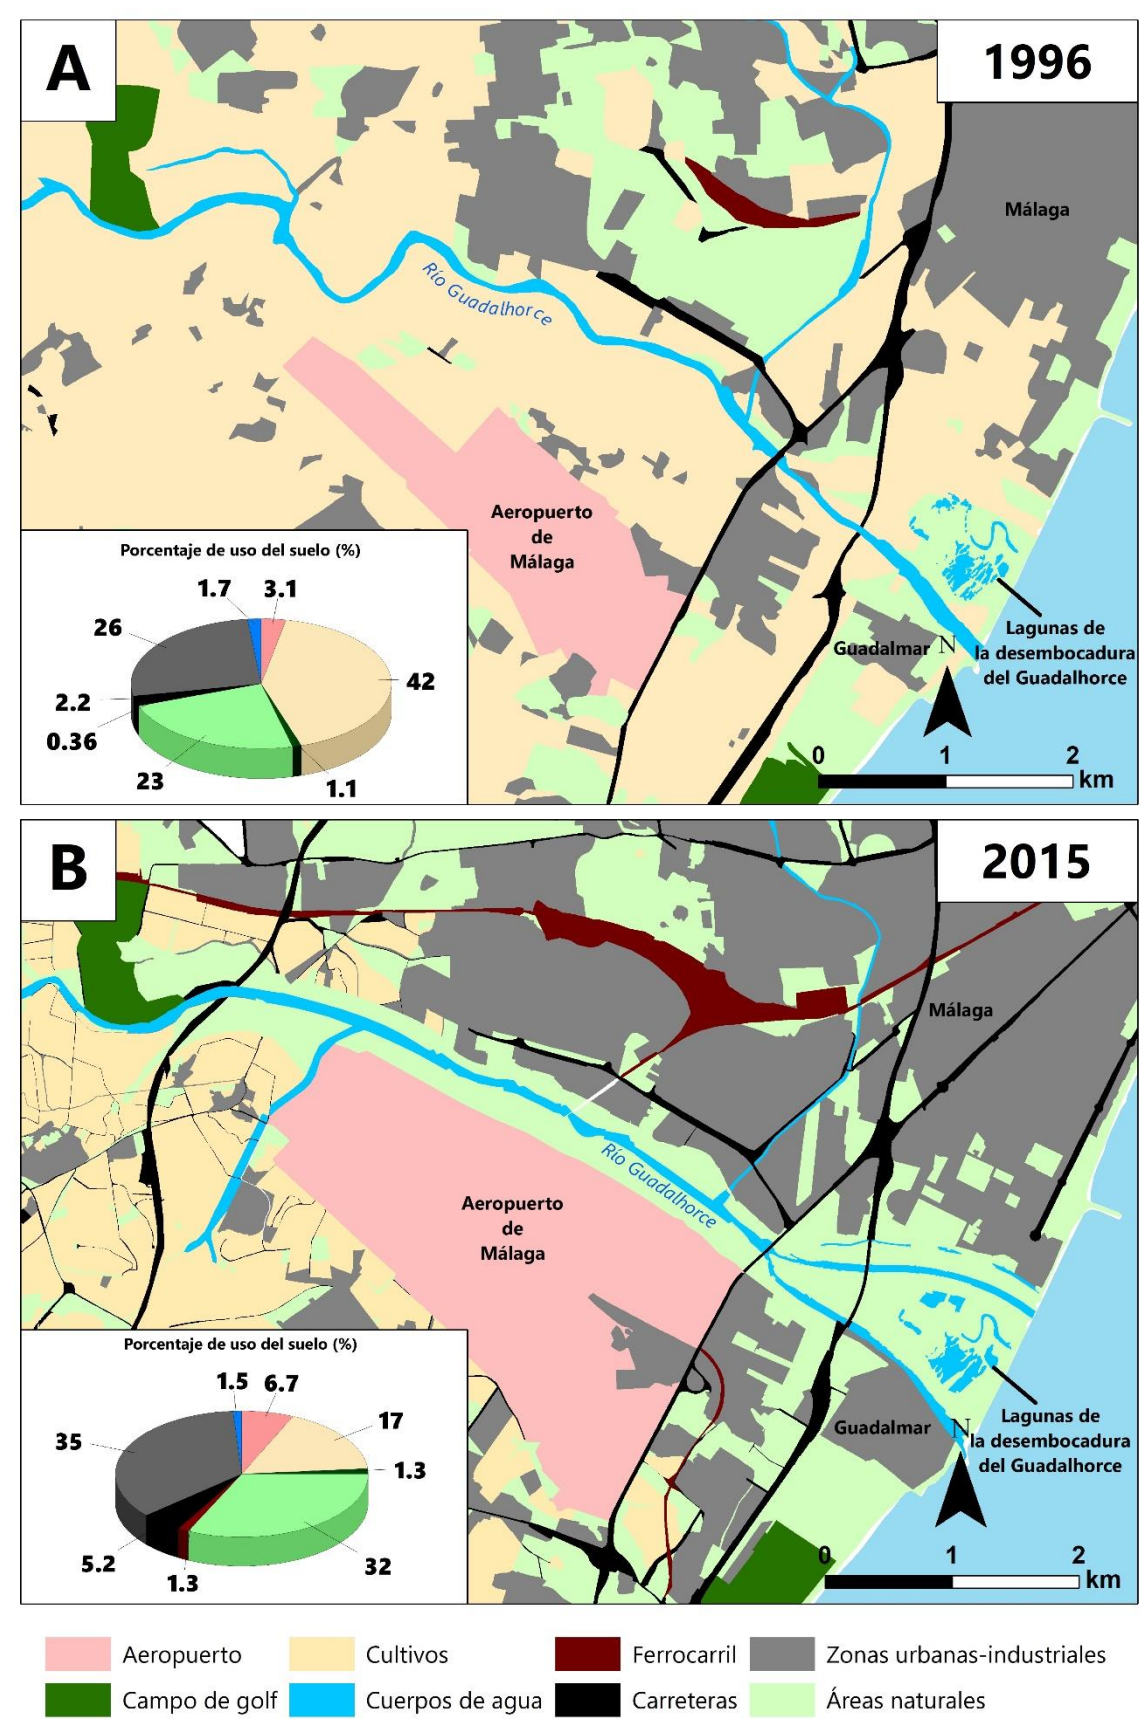 A
1996
Málaga
Río Guadalhorce
Aeropuerto
de
Málaga
Porcentaje de uso del suelo (%)
1.7
3.1
26
42
2.2
0.36
23
1.1
Lagunas de
la desembocadura
del Guadalhorce
Guadalmar
N
0
1
2
km
B
2015
Málaga
Río Guadalhorce
Aeropuerto
de
Málaga
Porcentaje de uso del suelo (%)
1.5
6.7
35
17
1.3
5.2
1.3
32
Guadalmar
Lagunas de
la desembocadura
del Guadalhorce
N
0
1
2
km
Aeropuerto
Cultivos
Ferrocarril
Zonas urbanas-industriales
Campo de golf
Cuerpos de agua
Carreteras
Áreas naturales